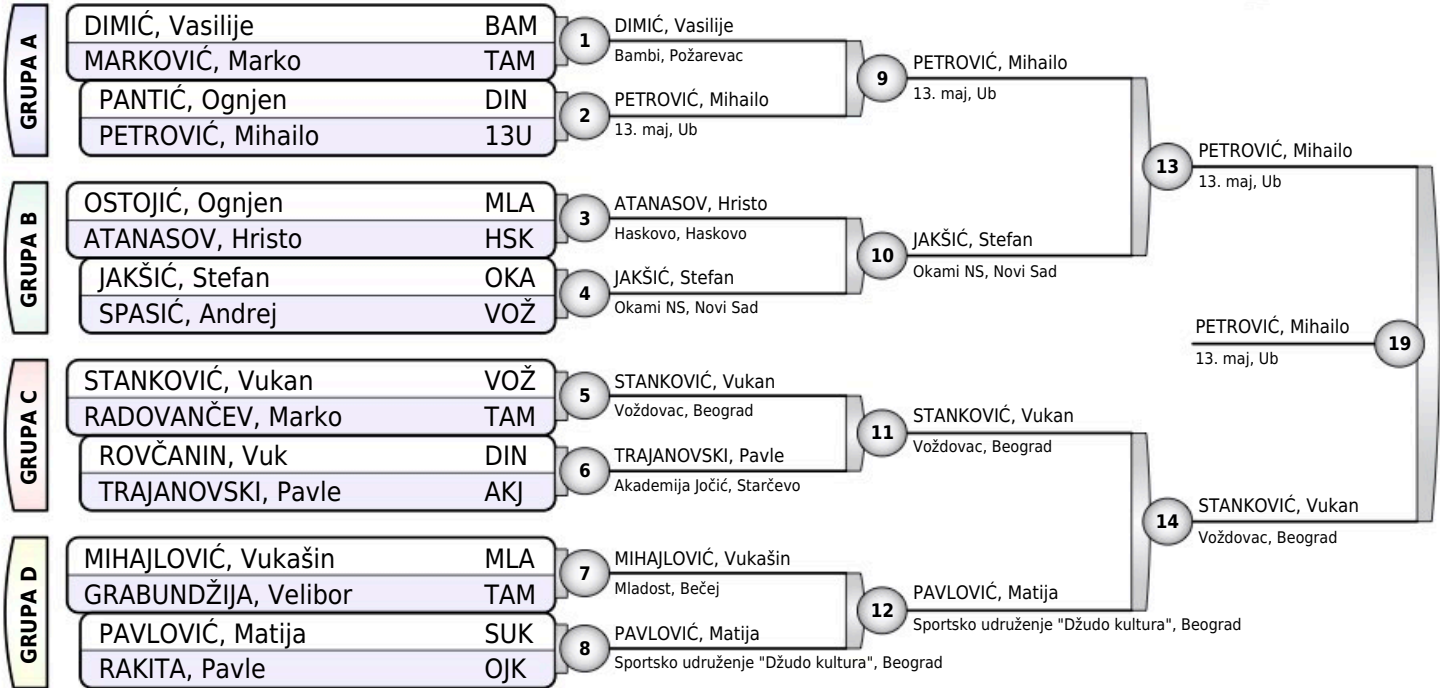 GRUPA A
DIMIĆ, Vasilije BAM
MARKOVIĆ, Marko TAM
PANTIĆ, Ognjen DIN
PETROVIĆ, Mihailo 13U
GRUPA B
OSTOJIĆ, Ognjen MLA
ATANASOV, Hristo HSK
JAKŠIĆ, Stefan OKA
SPASIĆ, Andrej VOŽ
GRUPA C
STANKOVIĆ, Vukan VOŽ
RADOVANČEV, Marko TAM
ROVČANIN, Vuk DIN
TRAJANOVSKI, Pavle AKJ
GRUPA D
MIHAJLOVIĆ, Vukašin MLA
GRABUNDŽIJA, Velibor TAM
PAVLOVIĆ, Matija SUK
RAKITA, Pavle OJK
1
DIMIĆ, Vasilije
Bambi, Požarevac
2
PETROVIĆ, Mihailo
13. maj, Ub
3
ATANASOV, Hristo
Haskovo, Haskovo
4
JAKŠIĆ, Stefan
Okami NS, Novi Sad
5
STANKOVIĆ, Vukan
Voždovac, Beograd
6
TRAJANOVSKI, Pavle
Akademija Jočić, Starčevo
7
MIHAJLOVIĆ, Vukašin
Mladost, Bečej
8
PAVLOVIĆ, Matija
Sportsko udruženje "Džudo kultura", Beograd
9
PETROVIĆ, Mihailo
13. maj, Ub
10
JAKŠIĆ, Stefan
Okami NS, Novi Sad
11
STANKOVIĆ, Vukan
Voždovac, Beograd
12
PAVLOVIĆ, Matija
Sportsko udruženje "Džudo kultura", Beograd
13
PETROVIĆ, Mihailo
13. maj, Ub
14
STANKOVIĆ, Vukan
Voždovac, Beograd
PETROVIĆ, Mihailo
13. maj, Ub
19